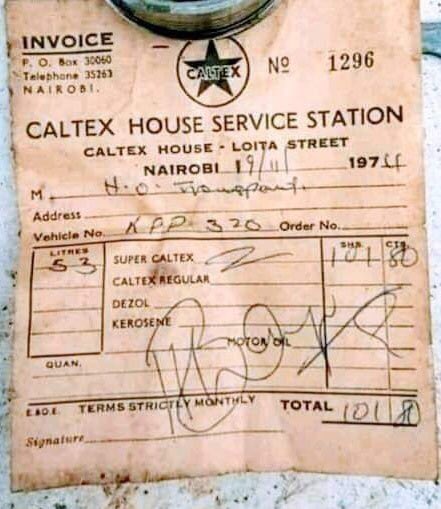 INVOICE
P. O. Box 30060
Telephone 35263
NAIROBI.
CALTEX
Nº 1296
CALTEX HOUSE SERVICE STATION
CALTEX HOUSE - LOITA STREET
NAIROBI 19/11 197
M H.O. Transport.
Address
Vehicle No. KPP 320 Order No.
LITRES SHS. CTS.
53 SUPER CALTEX 101 80
CALTEX REGULAR
DEZOL
KEROSENE
MOTOR OIL
QUAN.
E.&O.E. TERMS STRICTLY MONTHLY TOTAL 101 80
Signature